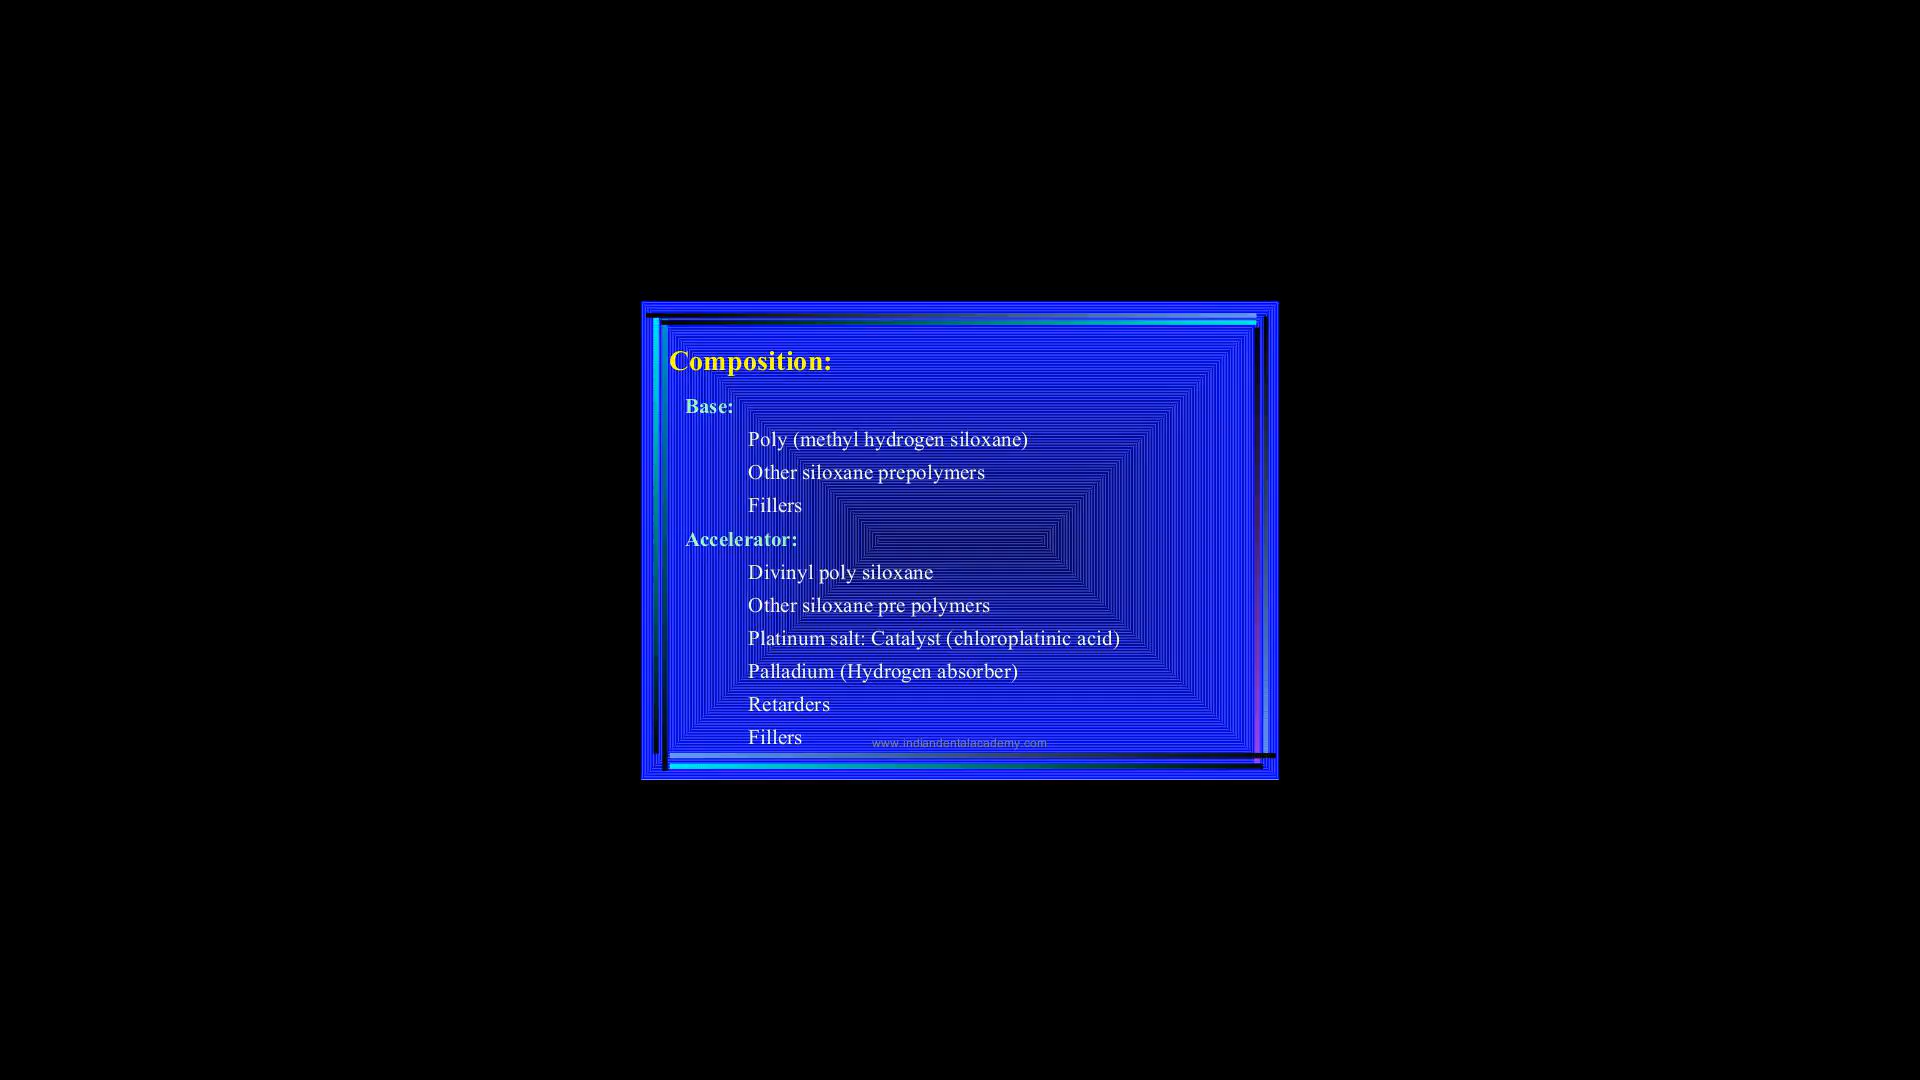 Composition:
Base:
Poly (methyl hydrogen siloxane)
Other siloxane prepolymers
Fillers
Accelerator:
Divinyl poly siloxane
Other siloxane pre polymers
Platinum salt: Catalyst (chloroplatinic acid)
Palladium (Hydrogen absorber)
Retarders
Fillers
www.indiandentalacademy.com